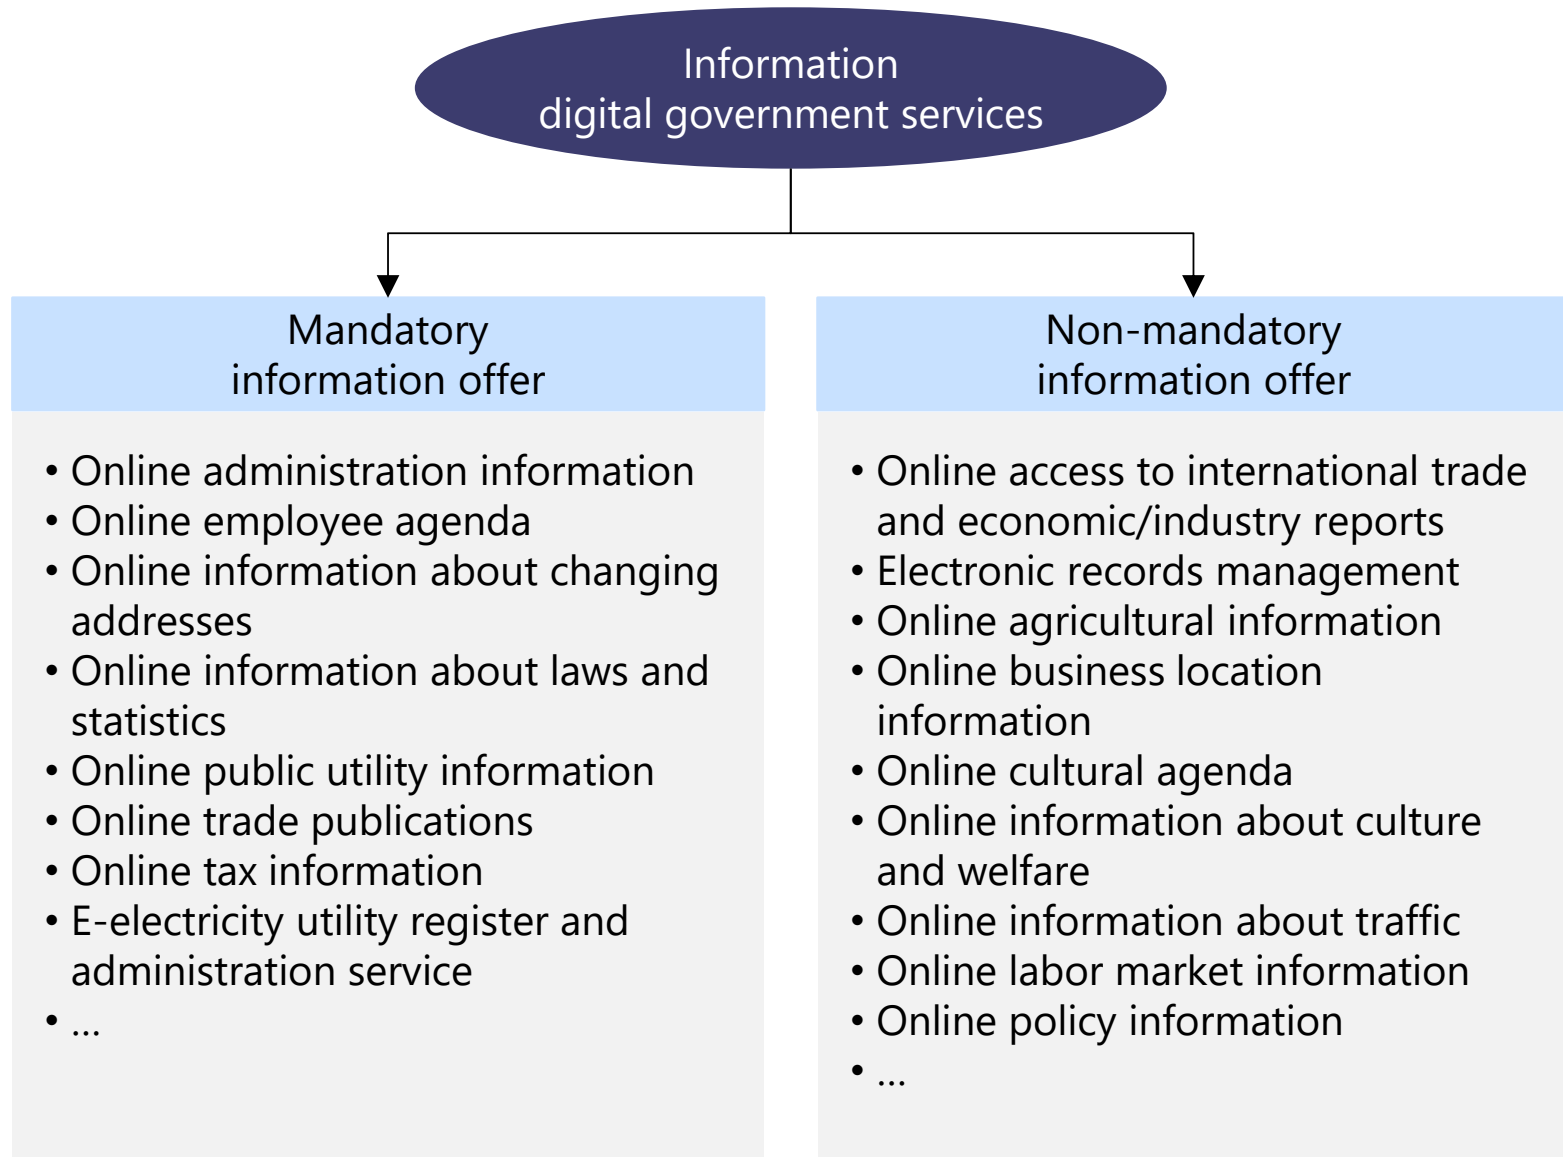 Information
digital government services
Mandatory
information offer
• Online administration information
• Online employee agenda
• Online information about changing
addresses
• Online information about laws and
statistics
• Online public utility information
• Online trade publications
• Online tax information
• E-electricity utility register and
administration service
• ...
Non-mandatory
information offer
• Online access to international trade
and economic/industry reports
• Electronic records management
• Online agricultural information
• Online business location
information
• Online cultural agenda
• Online information about culture
and welfare
• Online information about traffic
• Online labor market information
• Online policy information
• ...